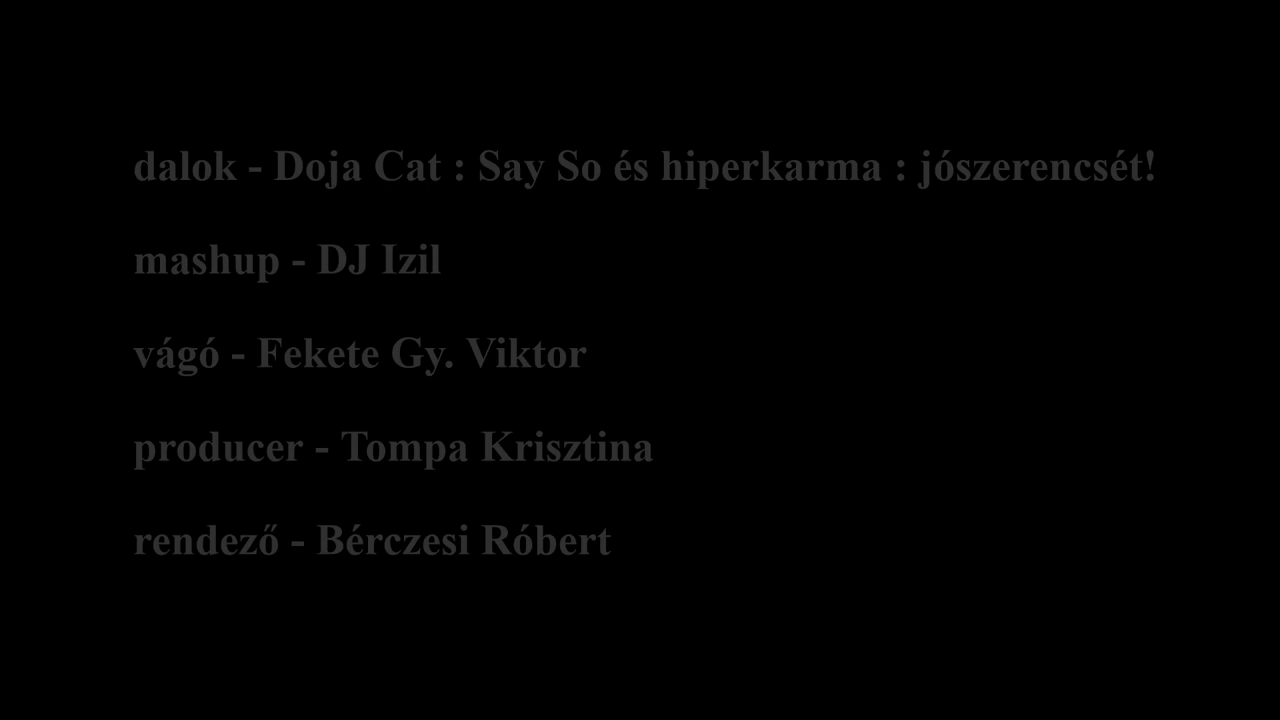 dalok - Doja Cat : Say So és hiperkarma : jószerencsét!
mashup - DJ Izil
vágó - Fekete Gy. Viktor
producer - Tompa Krisztina
rendező - Bérczesi Róbert